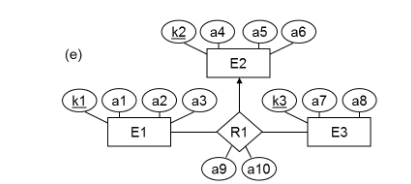 (e)
k2 a4 a5 a6
E2
k1 a1 a2 a3 k3 a7 a8
E1 R1 E3
a9 a10